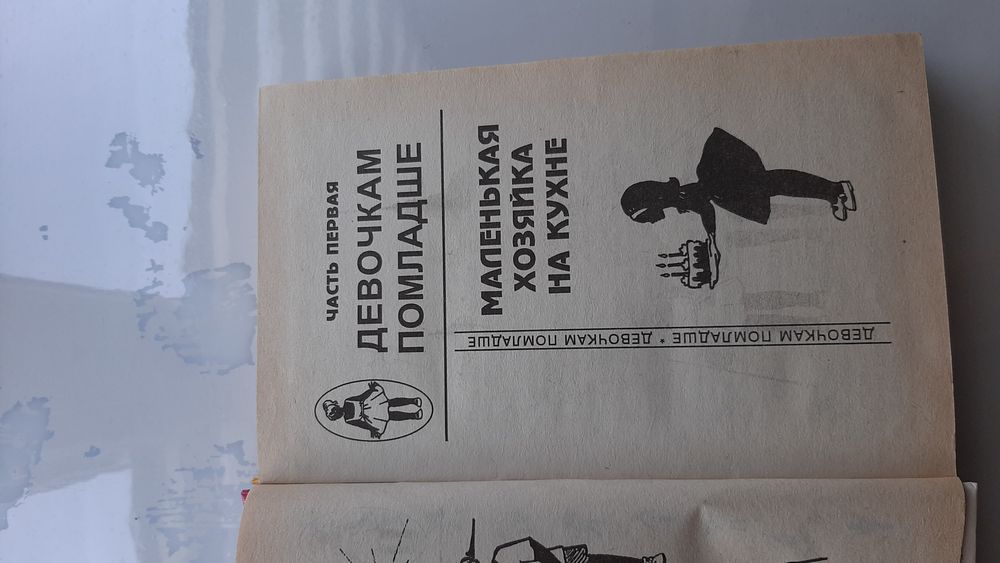 ЧАСТЬ ПЕРВАЯ
ДЕВОЧКАМ
ПОМЛАДШЕ
МАЛЕНЬКАЯ
ХОЗЯЙКА
НА КУХНЕ
ДЕВОЧКАМ ПОМЛАДШЕ * ДЕВОЧКАМ ПОМЛАДШЕ